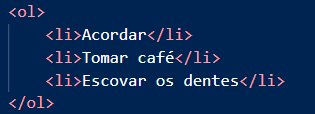 <ol>
    <li>Acordar</li>
    <li>Tomar café</li>
    <li>Escovar os dentes</li>
</ol>